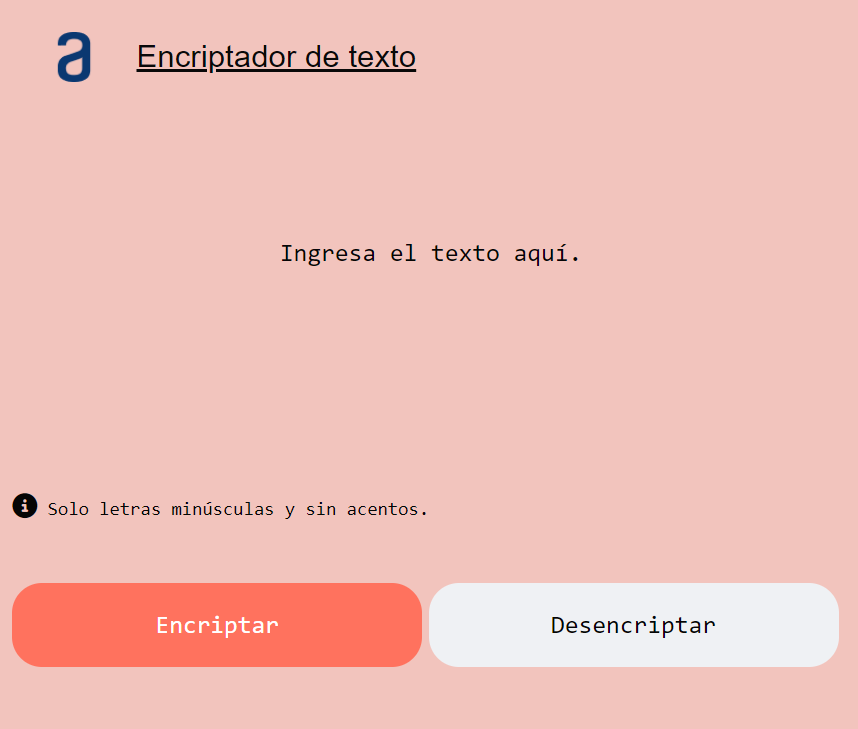 a
Encriptador de texto
Ingresa el texto aquí.
Solo letras minúsculas y sin acentos.
Encriptar
Desencriptar